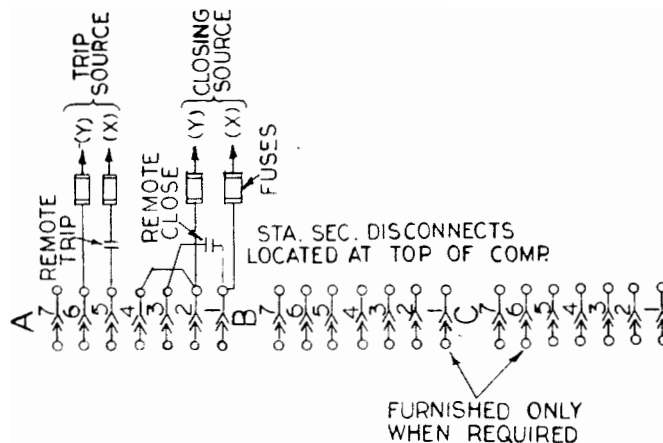 TRIP
SOURCE
(Y)
(X)
CLOSING
SOURCE
(Y)
(X)
REMOTE
TRIP
REMOTE
CLOSE
FUSES
STA. SEC. DISCONNECTS
LOCATED AT TOP OF COMP.
A
7
6
5
4
3
2
1
B
7
6
5
4
3
2
1
C
7
6
5
4
3
2
1
FURNISHED ONLY
WHEN REQUIRED